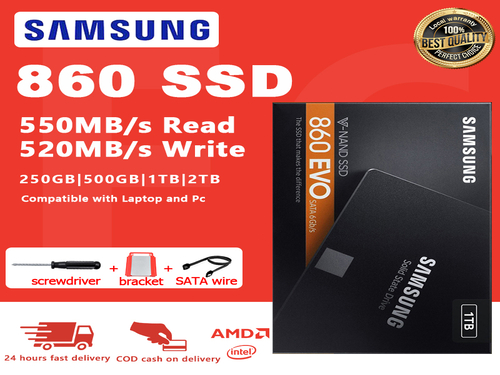 SAMSUNG
Local warranty
100%
BEST QUALITY
PERFECT CHOICE
860 SSD
550MB/s Read
520MB/s Write
250GB|500GB|1TB|2TB
Compatible with Laptop and Pc
screwdriver + bracket + SATA wire
24 hours fast delivery
COD cash on delivery
AMD
intel
V-NAND SSD
860 EVO
SATA 6Gb/s
The SSD that makes the difference
SAMSUNG
SAMSUNG
Solid State Drive
1TB